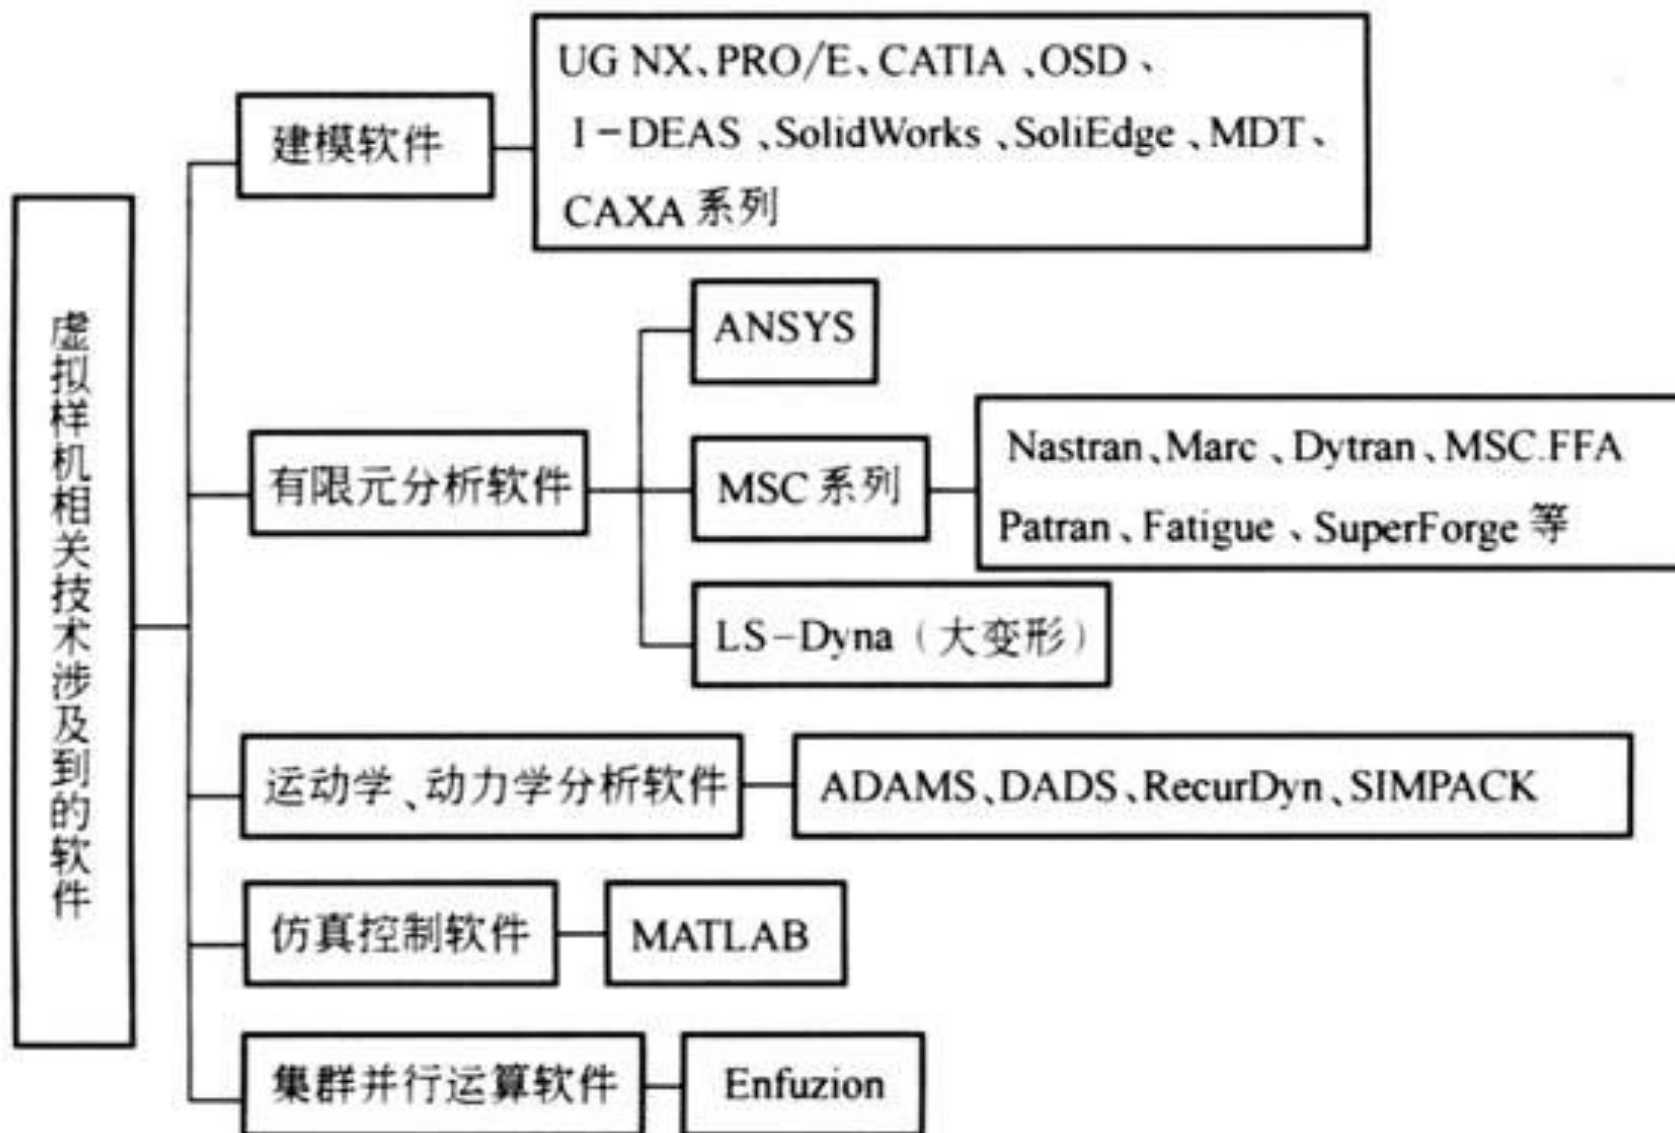 虚拟样机相关技术涉及到的软件
建模软件
UG NX、PRO/E、CATIA、OSD、
I-DEAS、SolidWorks、SoliEdge、MDT、
CAXA 系列
有限元分析软件
ANSYS
MSC 系列
Nastran、Marc、Dytran、MSC.FFA
Patran、Fatigue、SuperForge 等
LS-Dyna（大变形）
运动学、动力学分析软件
ADAMS、DADS、RecurDyn、SIMPACK
仿真控制软件
MATLAB
集群并行运算软件
Enfuzion